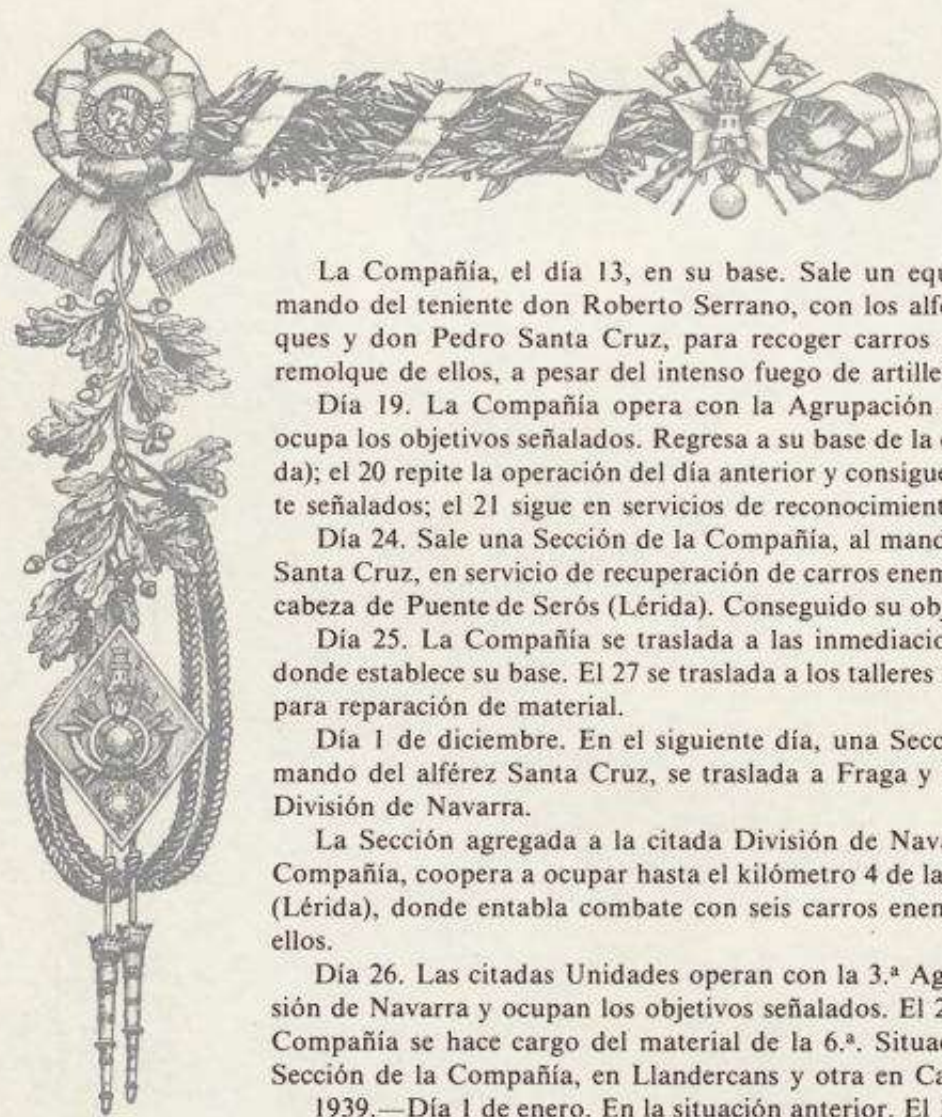 La Compañía, el día 13, en su base. Sale un equ
mando del teniente don Roberto Serrano, con los alfé
ques y don Pedro Santa Cruz, para recoger carros
remolque de ellos, a pesar del intenso fuego de artille
Día 19. La Compañía opera con la Agrupación
ocupa los objetivos señalados. Regresa a su base de la
da); el 20 repite la operación del día anterior y consigue
te señalados; el 21 sigue en servicios de reconocimient
Día 24. Sale una Sección de la Compañía, al mand
Santa Cruz, en servicio de recuperación de carros enem
cabeza de Puente de Serós (Lérida). Conseguido su ob
Día 25. La Compañía se traslada a las inmediacio
donde establece su base. El 27 se traslada a los talleres
para reparación de material.
Día 1 de diciembre. En el siguiente día, una Secc
mando del alférez Santa Cruz, se traslada a Fraga y
División de Navarra.
La Sección agregada a la citada División de Nava
Compañía, coopera a ocupar hasta el kilómetro 4 de la
(Lérida), donde entabla combate con seis carros enem
ellos.
Día 26. Las citadas Unidades operan con la 3.ª Ag
sión de Navarra y ocupan los objetivos señalados. El 2
Compañía se hace cargo del material de la 6.ª. Situac
Sección de la Compañía, en Llandercans y otra en Ca
1939.—Día 1 de enero. En la situación anterior. El